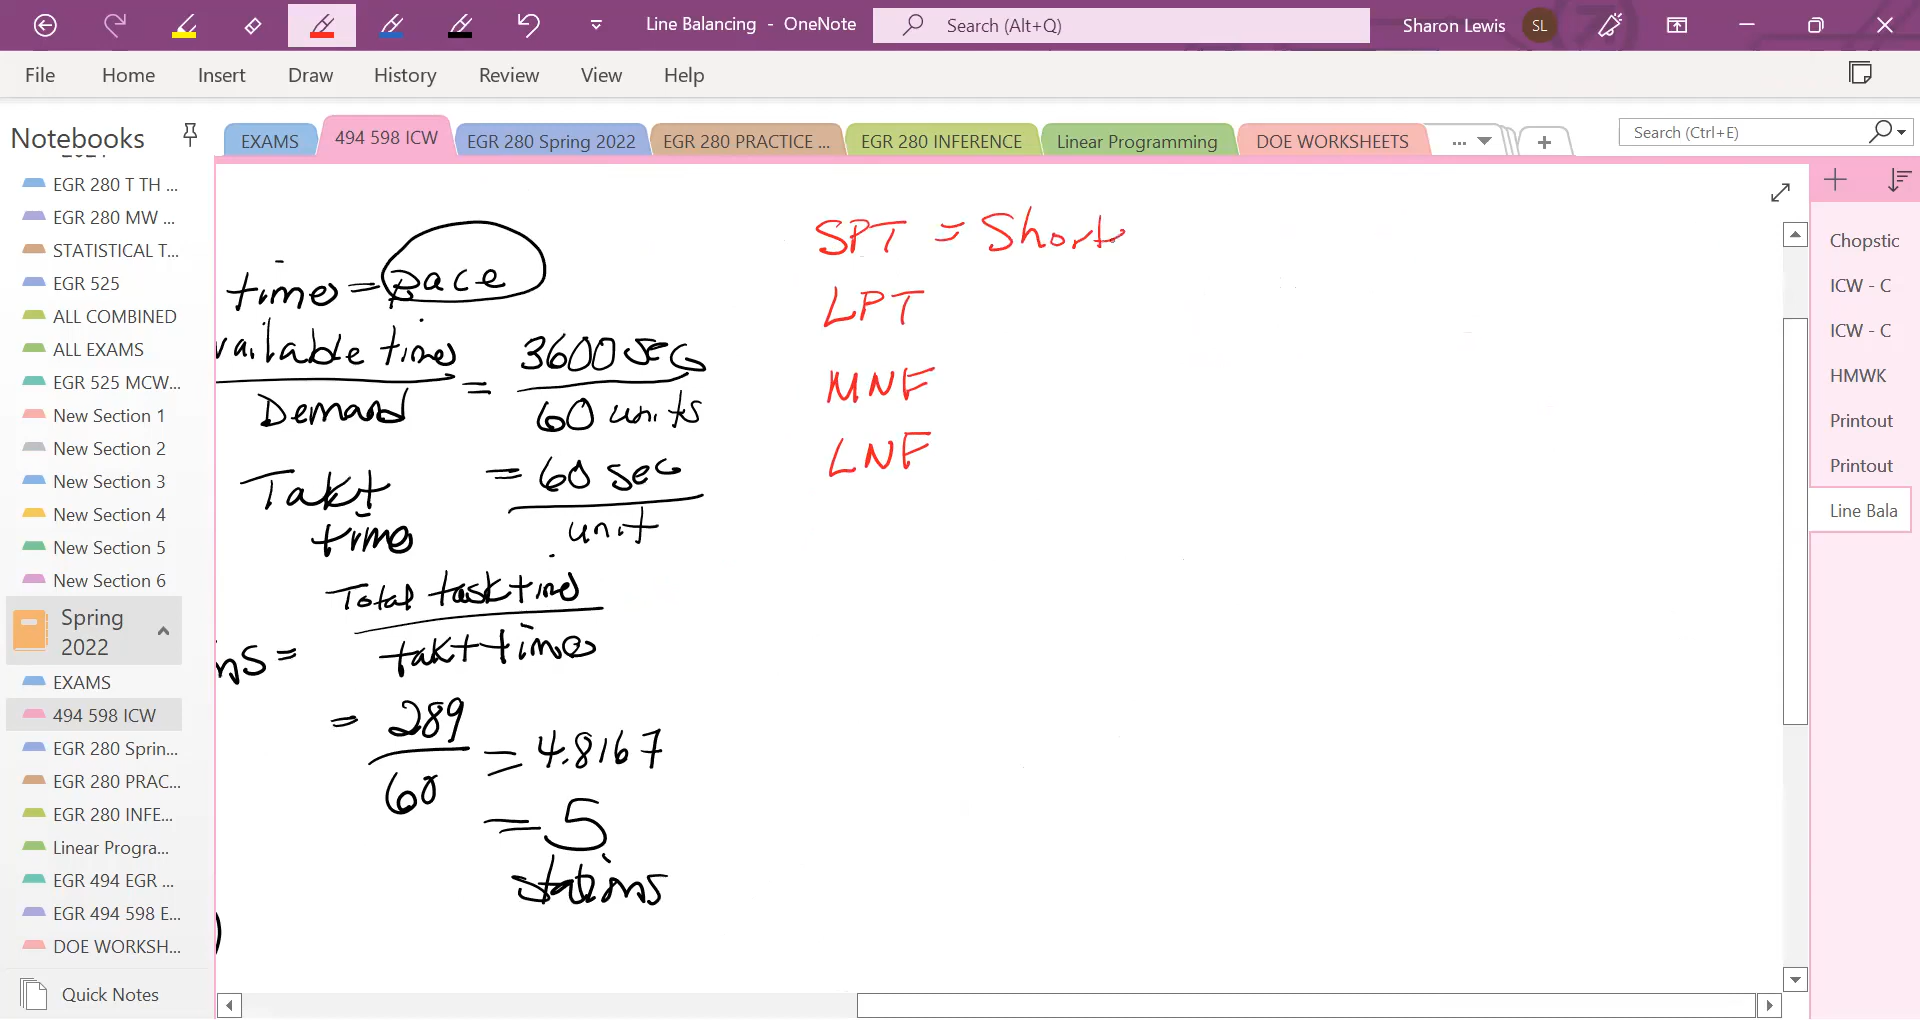 Line Balancing - OneNote
Search (Alt+Q)
Sharon Lewis
SL
File
Home
Insert
Draw
History
Review
View
Help
Notebooks
EXAMS
494 598 ICW
EGR 280 Spring 2022
EGR 280 PRACTICE ...
EGR 280 INFERENCE
Linear Programming
DOE WORKSHEETS
...
Search (Ctrl+E)
EGR 280 T TH ...
EGR 280 MW ...
STATISTICAL T...
EGR 525
ALL COMBINED
ALL EXAMS
EGR 525 MCW...
New Section 1
New Section 2
New Section 3
New Section 4
New Section 5
New Section 6
Spring
2022
EXAMS
494 598 ICW
EGR 280 Sprin...
EGR 280 PRAC...
EGR 280 INFE...
Linear Progra...
EGR 494 EGR ...
EGR 494 598 E...
DOE WORKSH...
Quick Notes
time = pace
vailable time
Demand
= 3600 sec
60 units
Takt
time
= 60 sec
unit
Total task time
takt time
ns =
= 289
60
= 4.8167
= 5
stations
)
SPT = Short
LPT
MNF
LNF
Chopstic
ICW - C
ICW - C
HMWK
Printout
Printout
Line Bala